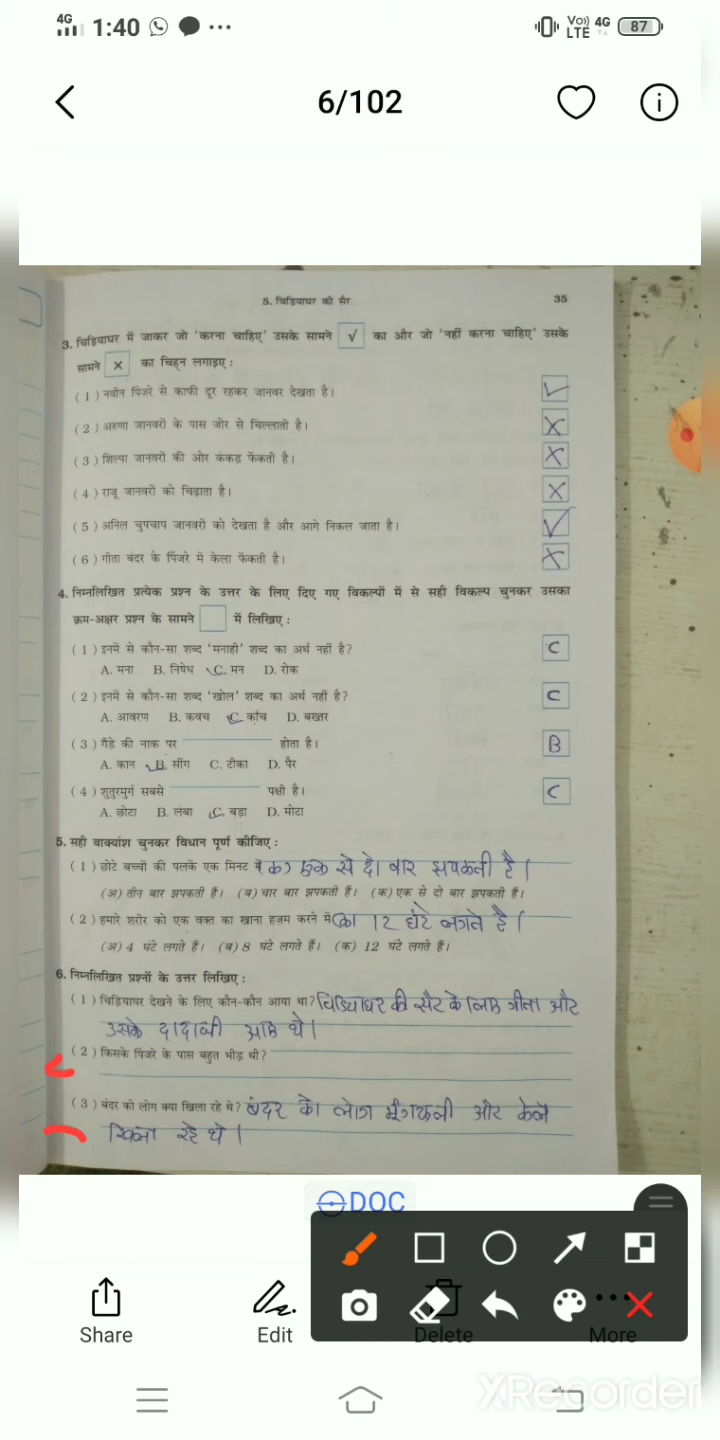 4G 1:40 ... Vo)) LTE 4G 87
6/102
5. चिड़ियाघर की सैर 35
3. चिड़ियाघर में जाकर जो 'करना चाहिए' उसके सामने √ का और जो 'नहीं करना चाहिए' उसके
सामने × का चिह्न लगाइए :
(1) नवीन पिंजरे से काफी दूर रहकर जानवर देखता है। ✓
(2) अरुणा जानवरों के पास जोर से चिल्लाती है। X
(3) शिल्पा जानवरों की ओर कंकड़ फेंकती है। X
(4) राजू जानवरों को चिढ़ाता है। X
(5) अनिल चुपचाप जानवरों को देखता है और आगे निकल जाता है। ✓
(6) गीता बंदर के पिंजरे में केला फेंकती है। X
4. निम्नलिखित प्रत्येक प्रश्न के उत्तर के लिए दिए गए विकल्पों में से सही विकल्प चुनकर उसका
क्रम-अक्षर प्रश्न के सामने में लिखिए :
(1) इनमें से कौन-सा शब्द 'मनाही' शब्द का अर्थ नहीं है? C
A. मना B. निषेध C. मन D. रोक
(2) इनमें से कौन-सा शब्द 'खोल' शब्द का अर्थ नहीं है? C
A. आवरण B. कवच C. काँच D. बख्तर
(3) गैंडे की नाक पर होता है। B
A. कान B. सींग C. टीका D. पैर
(4) शुतुरमुर्ग सबसे पक्षी है। C
A. छोटा B. लंबा C. बड़ा D. मोटा
5. सही वाक्यांश चुनकर विधान पूर्ण कीजिए :
(1) छोटे बच्चों की पलकें एक मिनट में (क) एक से दो बार झपकती है।
(अ) तीन बार झपकती हैं। (ब) चार बार झपकती हैं। (क) एक से दो बार झपकती हैं।
(2) हमारे शरीर को एक वक्त का खाना हज़म करने में (क) 12 घंटे लगते है।
(अ) 4 घंटे लगते हैं। (ब) 8 घंटे लगते हैं। (क) 12 घंटे लगते हैं।
6. निम्नलिखित प्रश्नों के उत्तर लिखिए :
(1) चिड़ियाघर देखने के लिए कौन-कौन आया था? चिडियाघर की सैर के लिए गीता और
उसके दादाजी आए थे।
(2) किसके पिंजरे के पास बहुत भीड़ थी?
(3) बंदर को लोग क्या खिला रहे थे? बंदर को लोग मूँगफली और केले
खिला रहे थे।
DOC
Share Edit Delete More
XRecorder